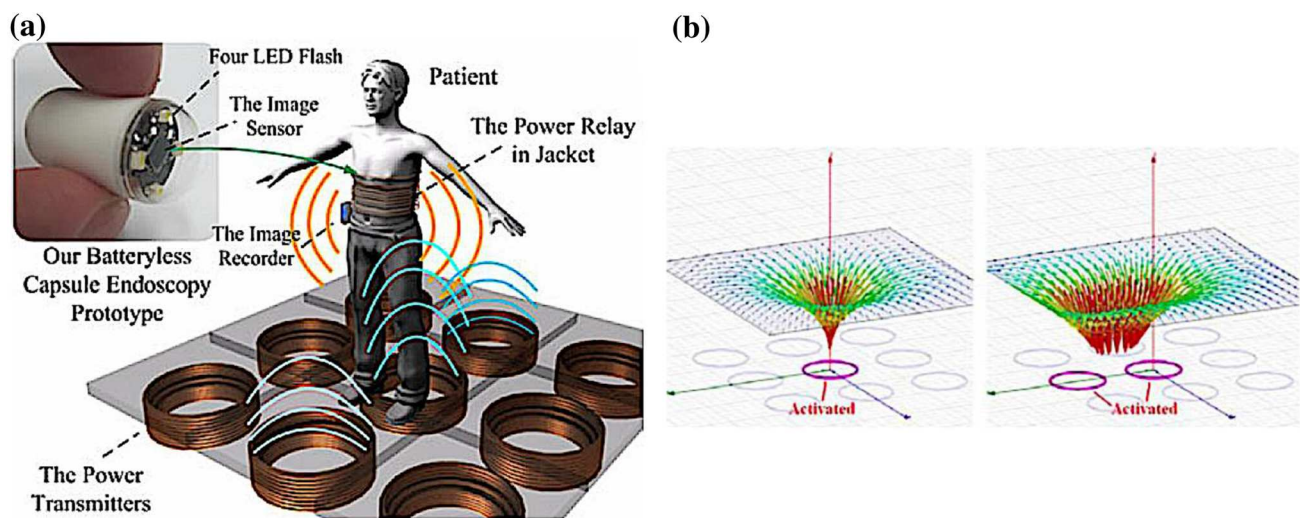 (a)
Four LED Flash
The Image
Sensor
Patient
The Power Relay
in Jacket
The Image
Recorder
Our Batteryless
Capsule Endoscopy
Prototype
The Power
Transmitters
(b)
Activated
Activated